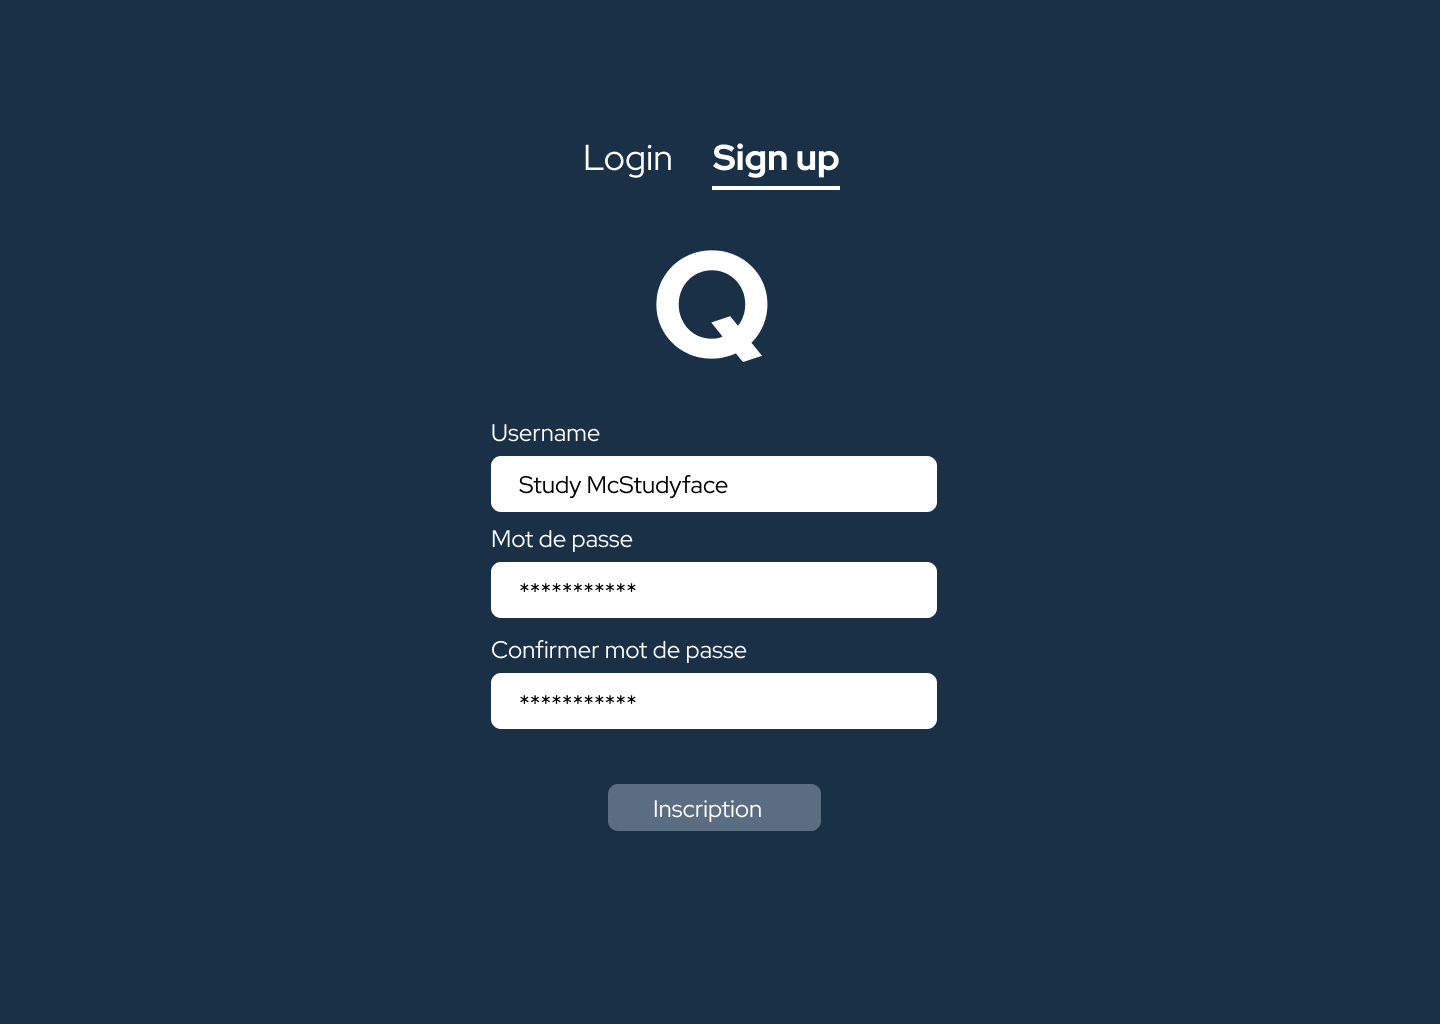 Login Sign up
Q
Username
Study McStudyface
Mot de passe
***********
Confirmer mot de passe
***********
Inscription